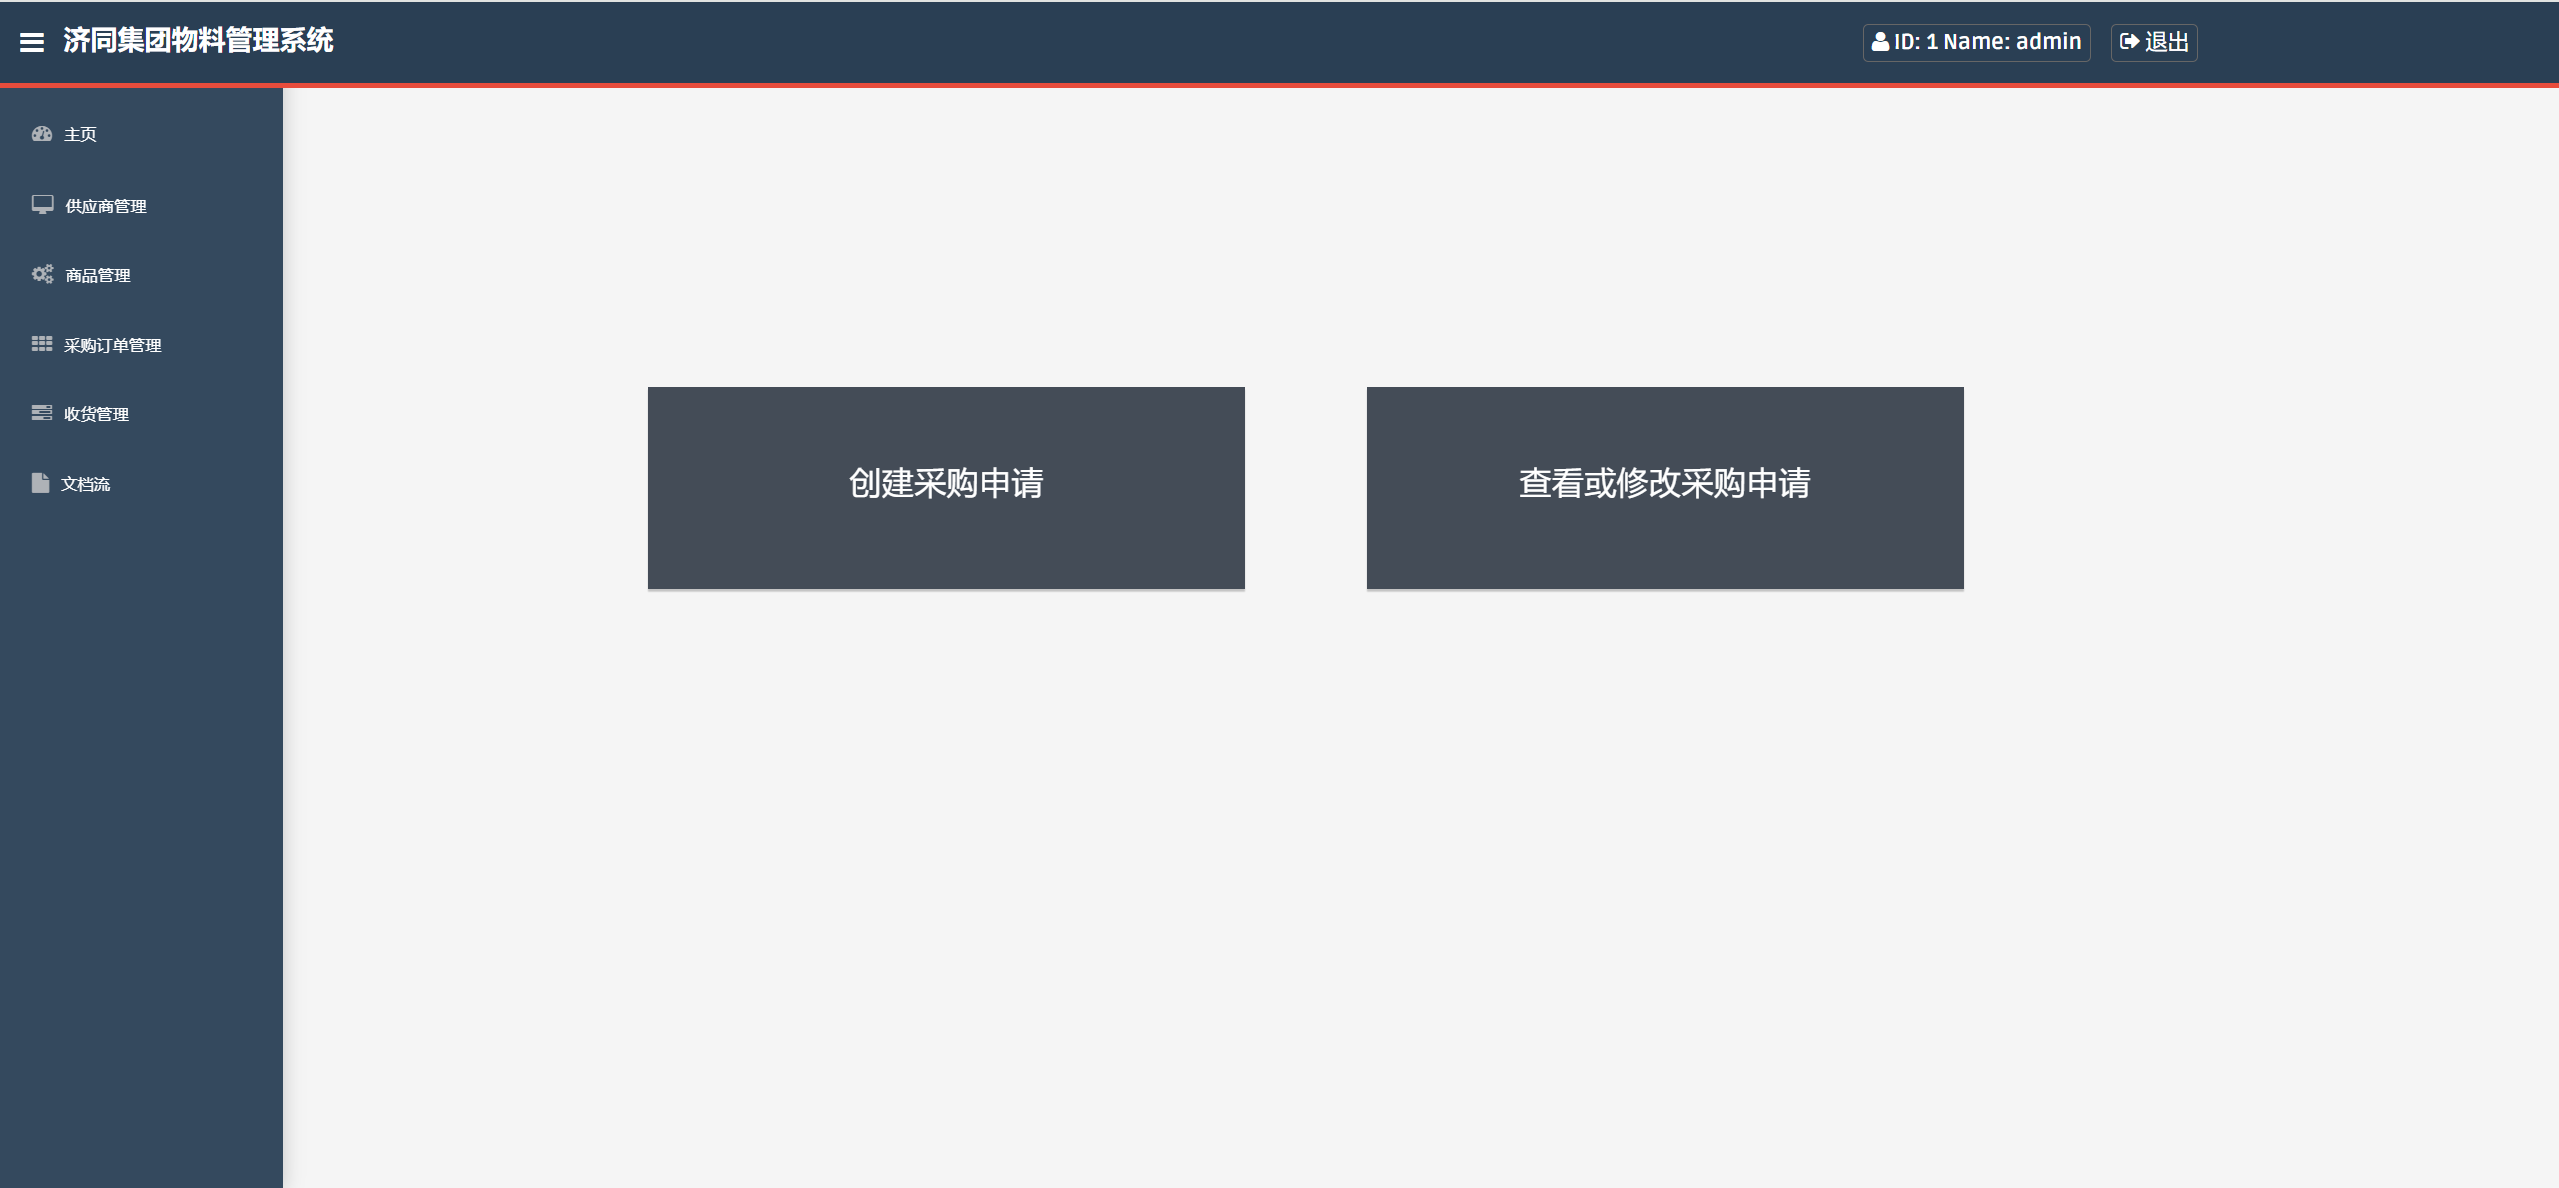 济同集团物料管理系统
ID: 1 Name: admin
退出
主页
供应商管理
商品管理
采购订单管理
收货管理
文档流
创建采购申请
查看或修改采购申请